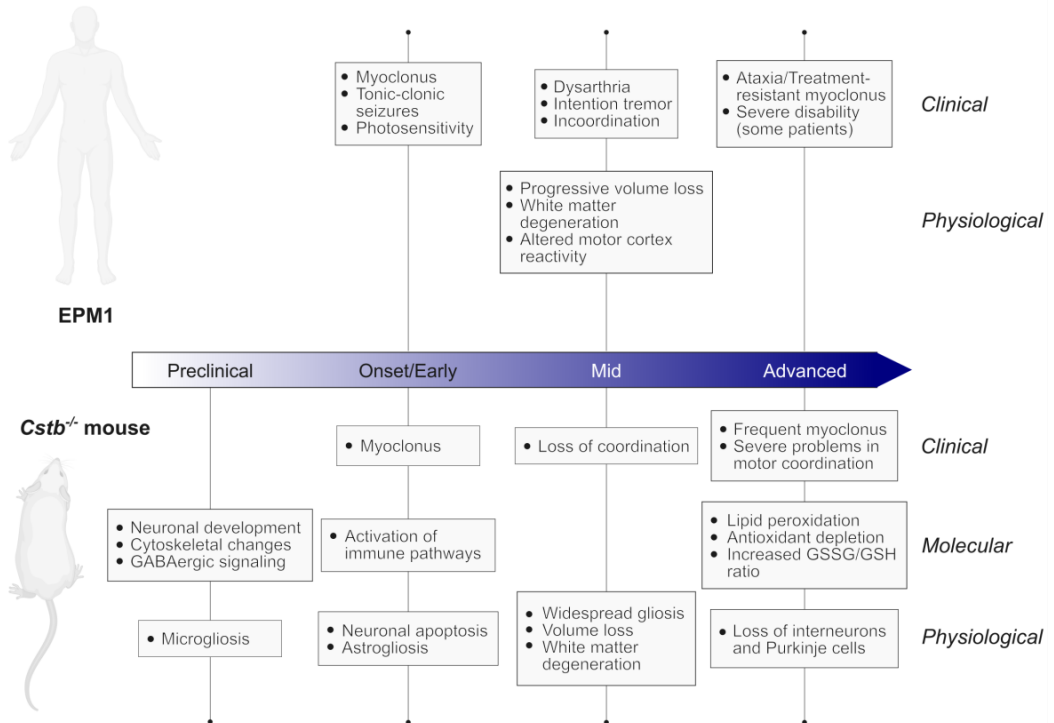 • Myoclonus
• Tonic-clonic
seizures
• Photosensitivity
• Dysarthria
• Intention tremor
• Incoordination
• Ataxia/Treatment-
resistant myoclonus
• Severe disability
(some patients)
Clinical
• Progressive volume loss
• White matter
degeneration
• Altered motor cortex
reactivity
Physiological
EPM1
Preclinical
Onset/Early
Mid
Advanced
Cstb-/- mouse
• Myoclonus
• Loss of coordination
• Frequent myoclonus
• Severe problems in
motor coordination
Clinical
• Neuronal development
• Cytoskeletal changes
• GABAergic signaling
• Activation of
immune pathways
• Lipid peroxidation
• Antioxidant depletion
• Increased GSSG/GSH
ratio
Molecular
• Microgliosis
• Neuronal apoptosis
• Astrogliosis
• Widespread gliosis
• Volume loss
• White matter
degeneration
• Loss of interneurons
and Purkinje cells
Physiological